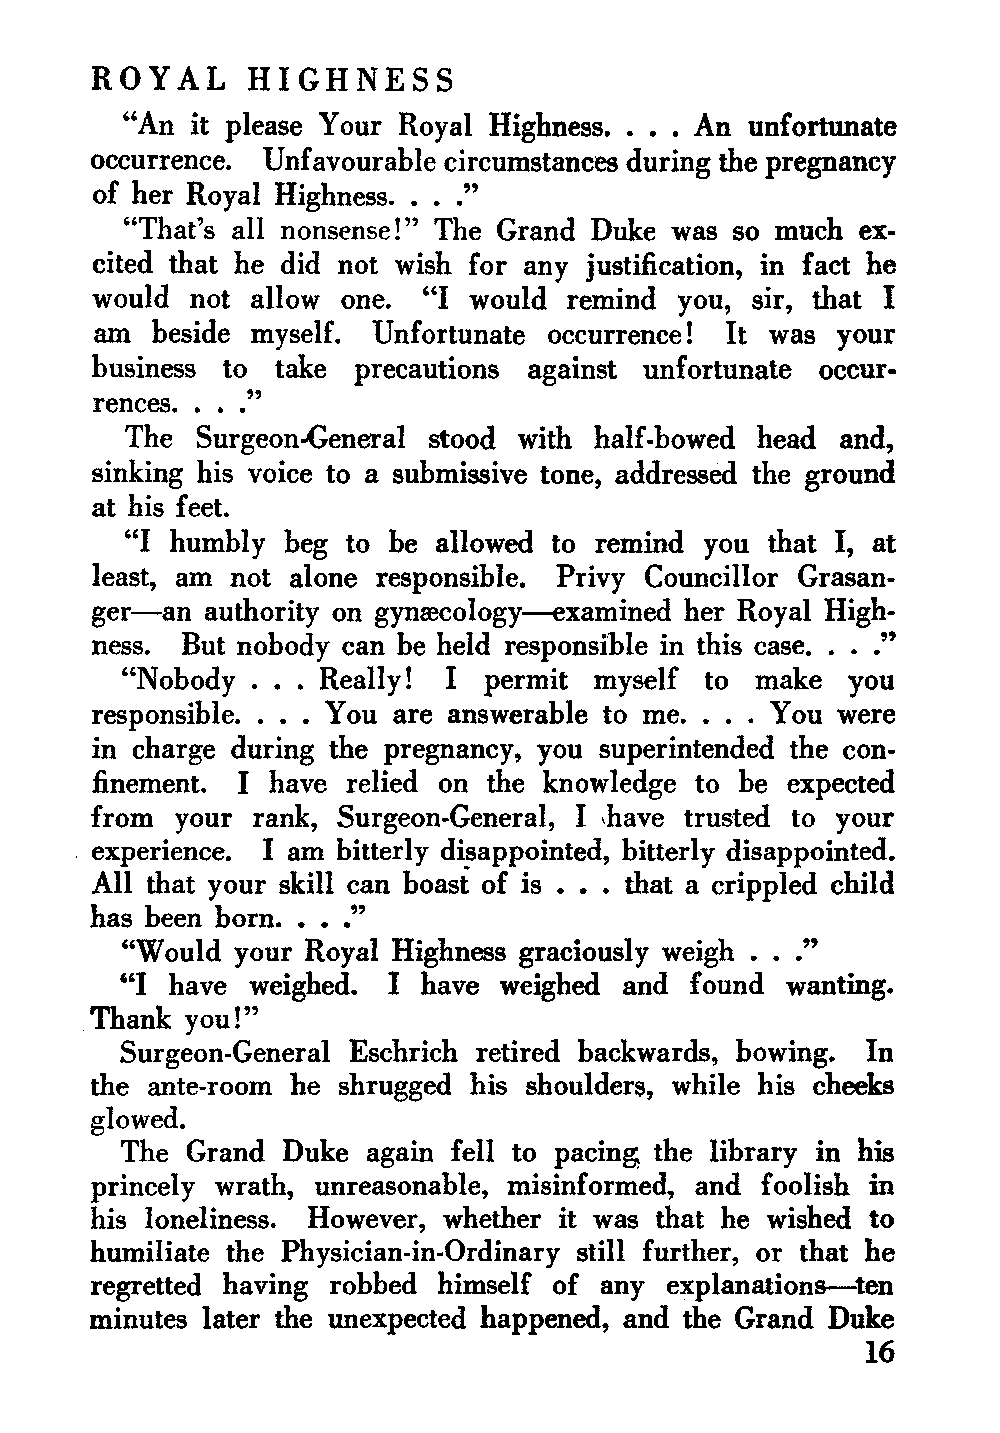 ROYAL HIGHNESS
“An it please Your Royal Highness. . . . An unfortunate
occurrence. Unfavourable circumstances during the pregnancy
of her Royal Highness. . . .”
“That’s all nonsense!” The Grand Duke was so much ex-
cited that he did not wish for any justification, in fact he
would not allow one. “I would remind you, sir, that I
am beside myself. Unfortunate occurrence! It was your
business to take precautions against unfortunate occur-
rences. . . .”
The Surgeon-General stood with half-bowed head and,
sinking his voice to a submissive tone, addressed the ground
at his feet.
“I humbly beg to be allowed to remind you that I, at
least, am not alone responsible. Privy Councillor Grasan-
ger—an authority on gynæcology—examined her Royal High-
ness. But nobody can be held responsible in this case. . . .”
“Nobody . . . Really! I permit myself to make you
responsible. . . . You are answerable to me. . . . You were
in charge during the pregnancy, you superintended the con-
finement. I have relied on the knowledge to be expected
from your rank, Surgeon-General, I have trusted to your
experience. I am bitterly disappointed, bitterly disappointed.
All that your skill can boast of is . . . that a crippled child
has been born. . . .”
“Would your Royal Highness graciously weigh . . .”
“I have weighed. I have weighed and found wanting.
Thank you!”
Surgeon-General Eschrich retired backwards, bowing. In
the ante-room he shrugged his shoulders, while his cheeks
glowed.
The Grand Duke again fell to pacing the library in his
princely wrath, unreasonable, misinformed, and foolish in
his loneliness. However, whether it was that he wished to
humiliate the Physician-in-Ordinary still further, or that he
regretted having robbed himself of any explanations—ten
minutes later the unexpected happened, and the Grand Duke
16